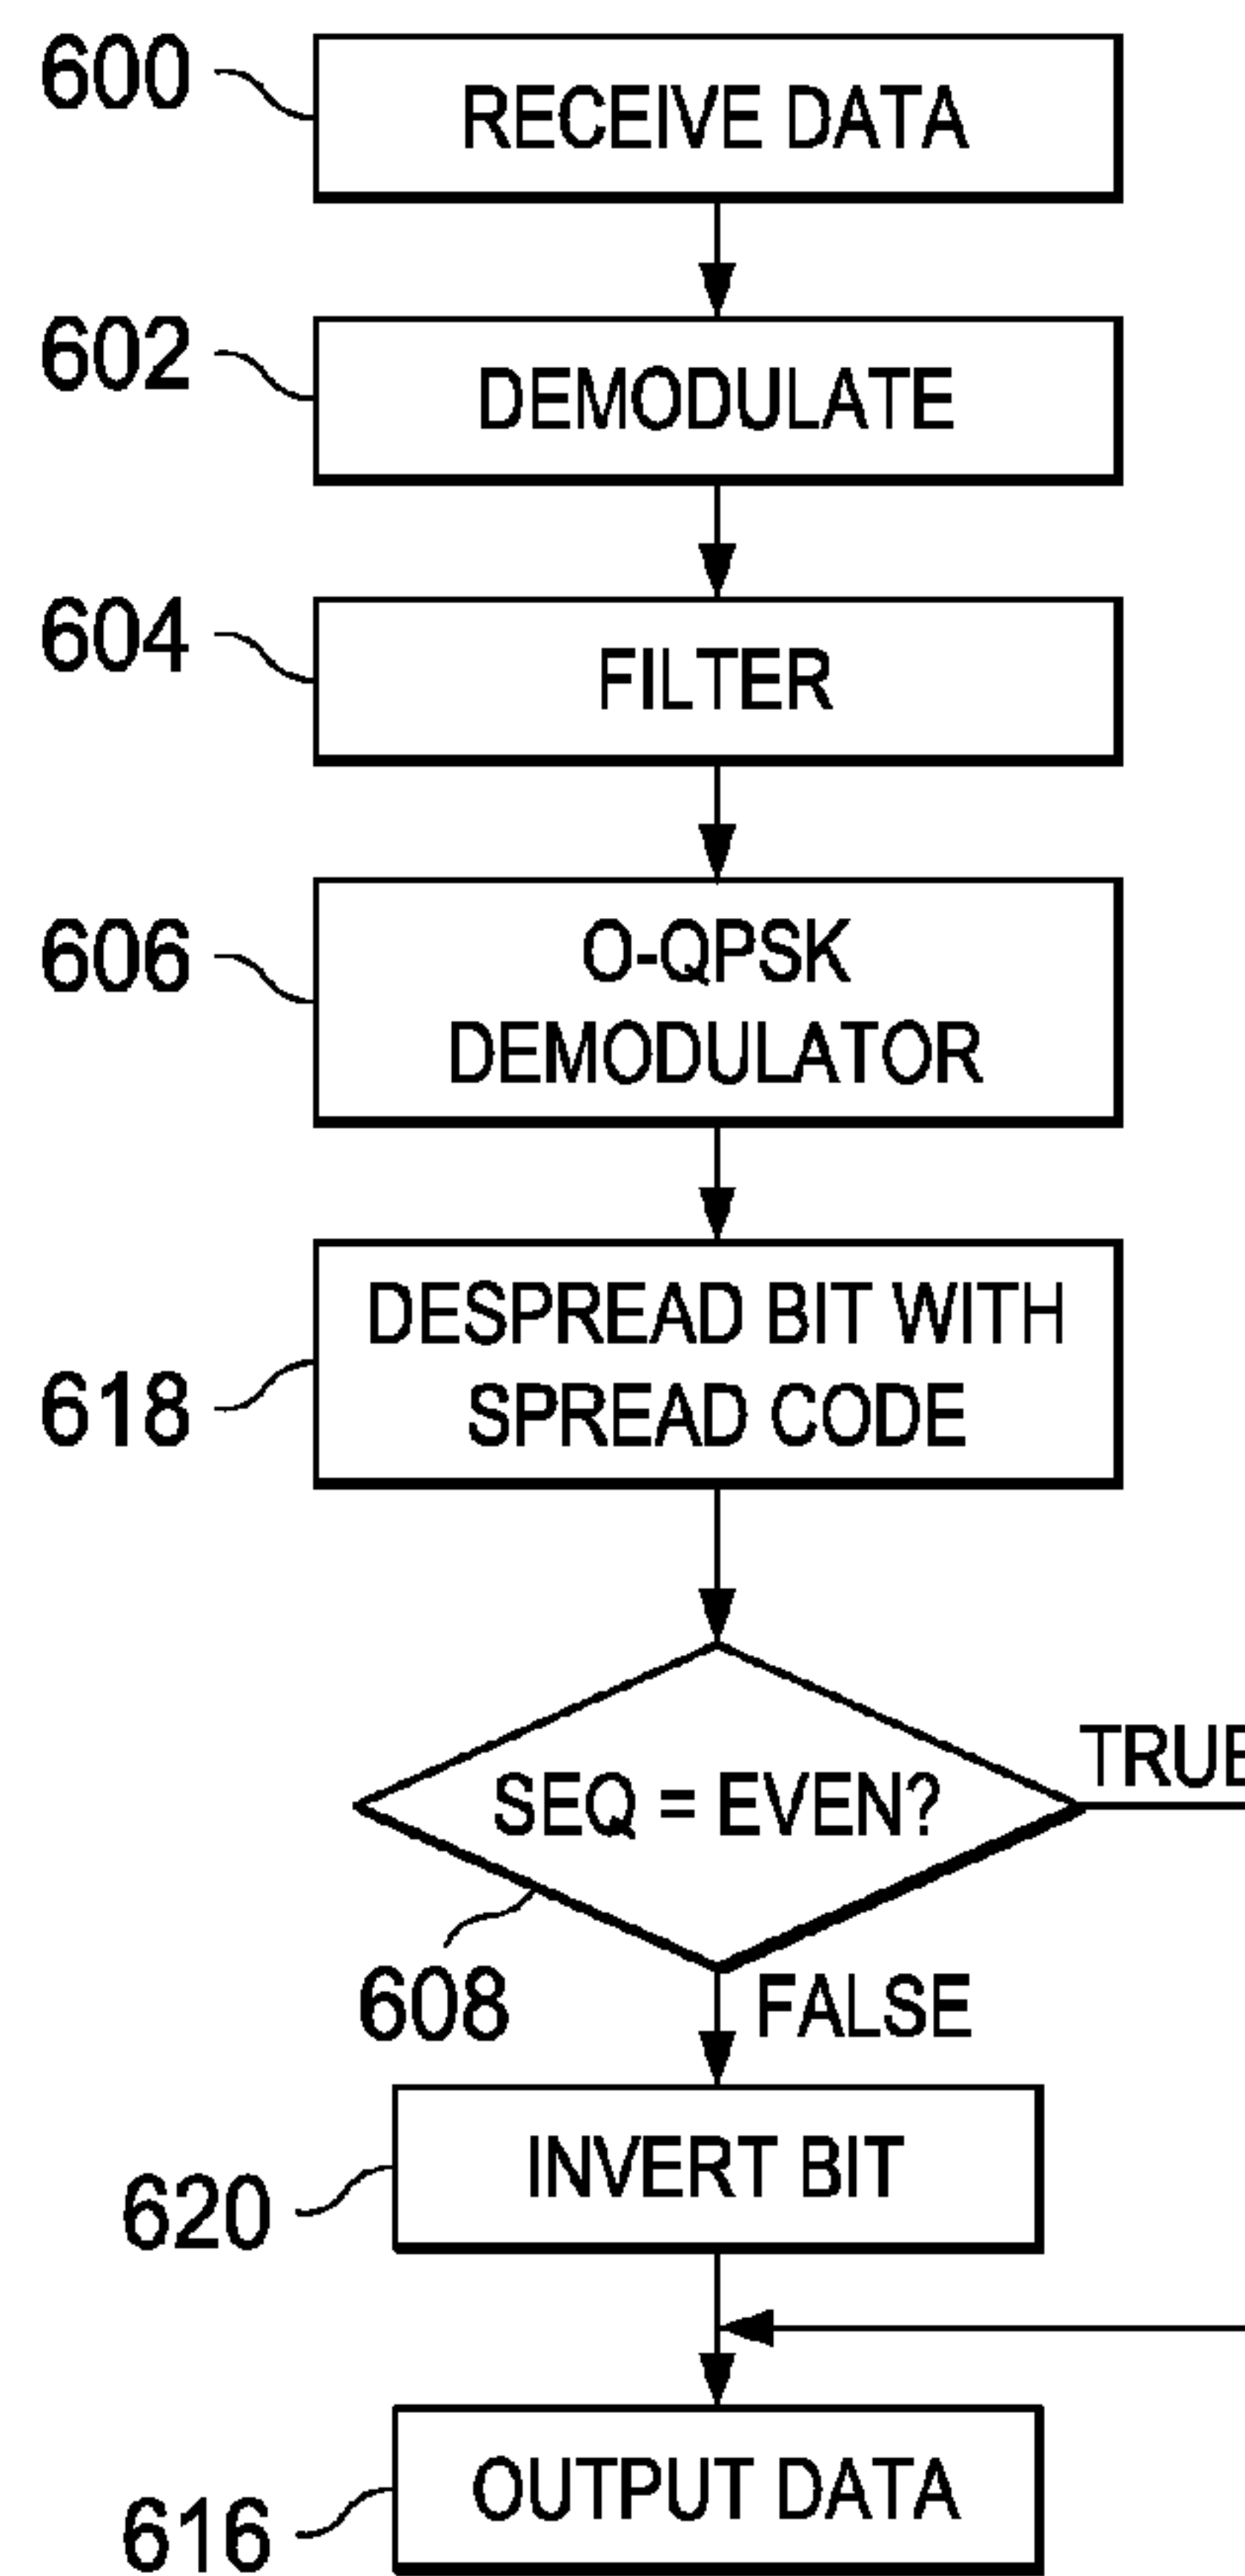 600
RECEIVE DATA
602
DEMODULATE
604
FILTER
606
O-QPSK
DEMODULATOR
618
DESPREAD BIT WITH
SPREAD CODE
TRUE
SEQ = EVEN?
608
FALSE
620
INVERT BIT
616
OUTPUT DATA